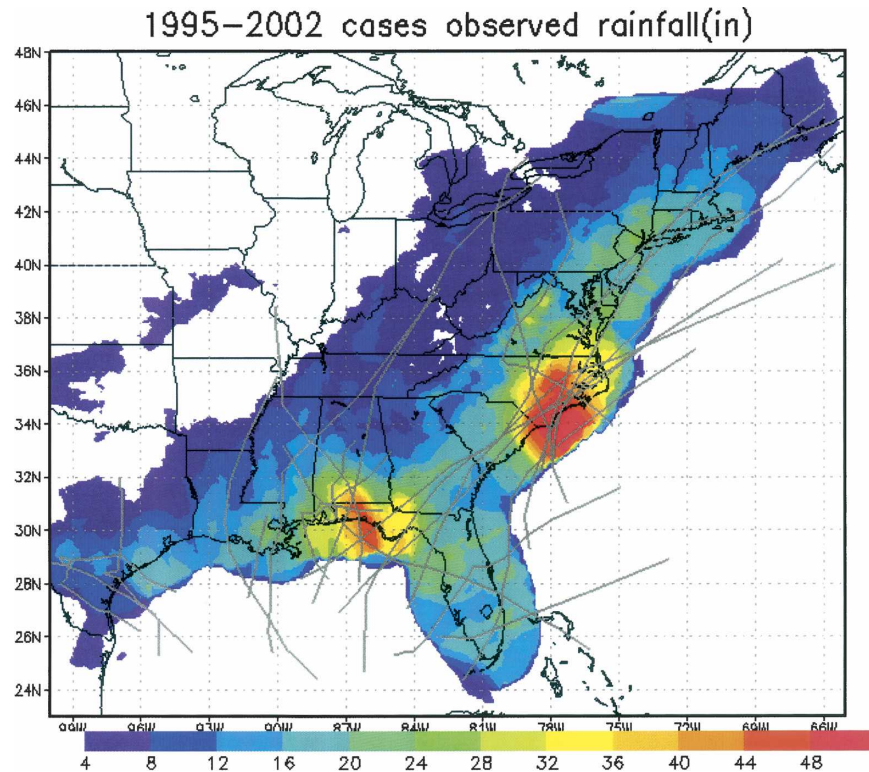 1995-2002 cases observed rainfall(in)
48N
46N
44N
42N
40N
38N
36N
34N
32N
30N
28N
26N
24N
99W 96W 93W 90W 87W 84W 81W 78W 75W 72W 69W 66W
4 8 12 16 20 24 28 32 36 40 44 48